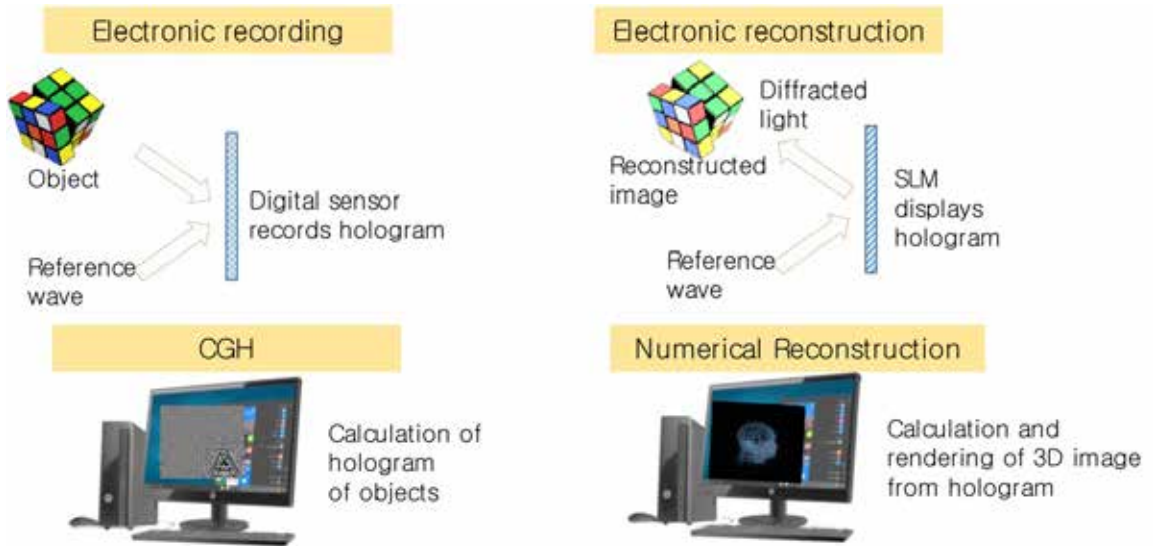 Electronic recording
Object
Reference
wave
Digital sensor
records hologram
Electronic reconstruction
Diffracted
light
Reconstructed
image
SLM
displays
hologram
Reference
wave
CGH
Calculation of
hologram
of objects
Numerical Reconstruction
Calculation and
rendering of 3D image
from hologram